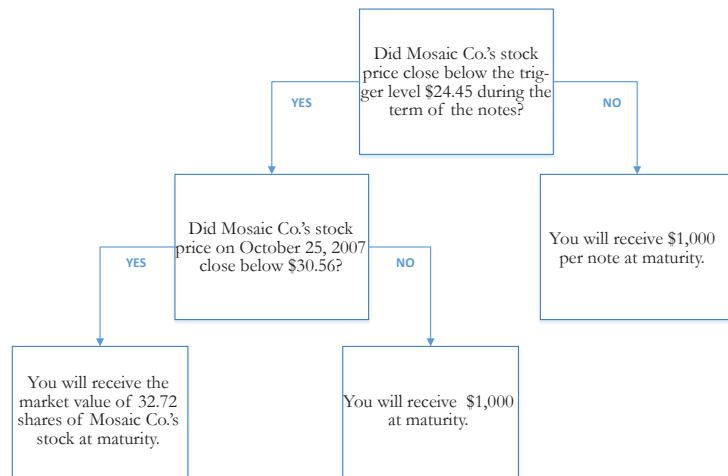 Did Mosaic Co.'s stock
price close below the trig-
ger level $24.45 during the
term of the notes?
YES
NO
Did Mosaic Co.'s stock
price on October 25, 2007
close below $30.56?
You will receive $1,000
per note at maturity.
YES
NO
You will receive the
market value of 32.72
shares of Mosaic Co.'s
stock at maturity.
You will receive $1,000
at maturity.